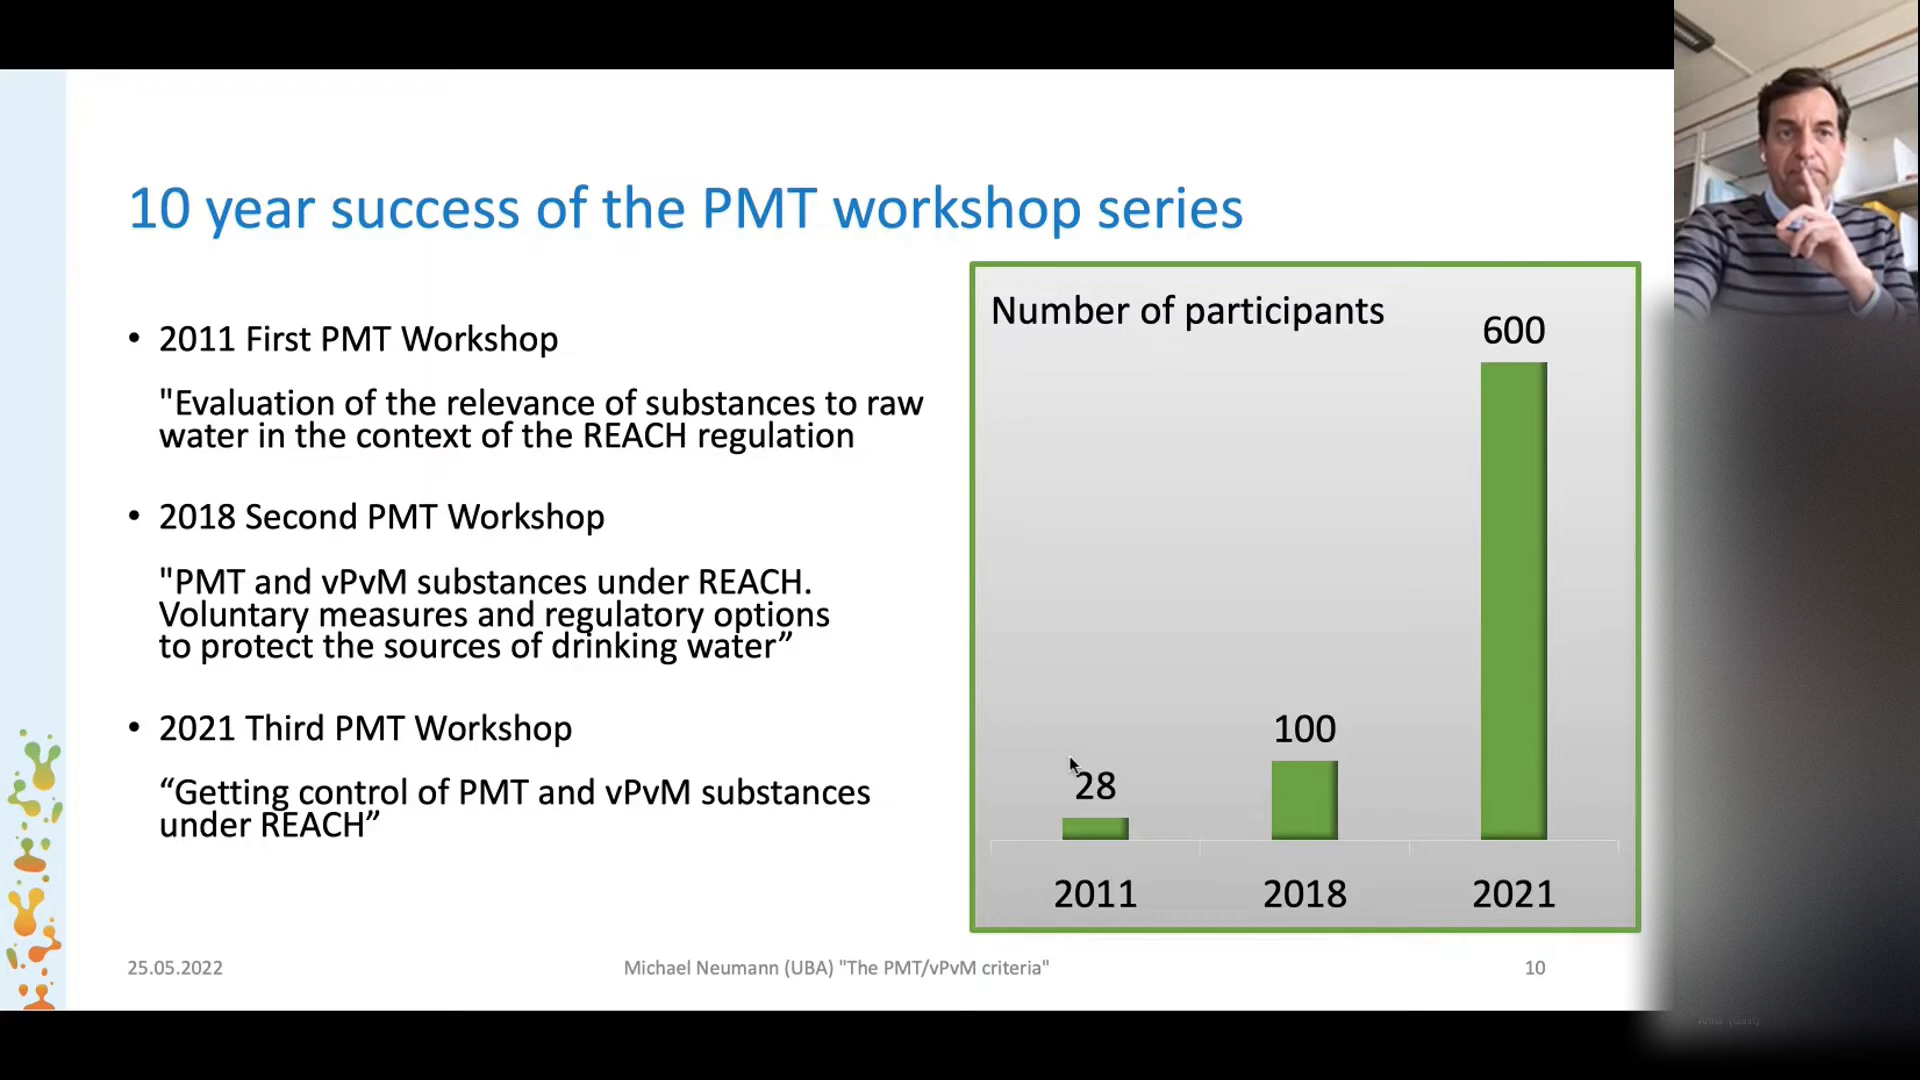 10 year success of the PMT workshop series
• 2011 First PMT Workshop
"Evaluation of the relevance of substances to raw
water in the context of the REACH regulation
• 2018 Second PMT Workshop
"PMT and vPvM substances under REACH.
Voluntary measures and regulatory options
to protect the sources of drinking water”
• 2021 Third PMT Workshop
“Getting control of PMT and vPvM substances
under REACH”
Number of participants
600
100
28
2011 2018 2021
25.05.2022
Michael Neumann (UBA) "The PMT/vPvM criteria"
10